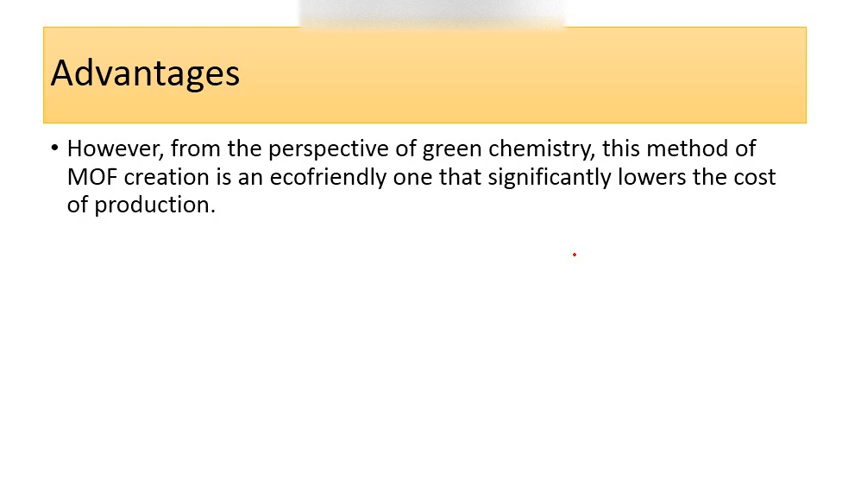 Advantages
• However, from the perspective of green chemistry, this method of
MOF creation is an ecofriendly one that significantly lowers the cost
of production.